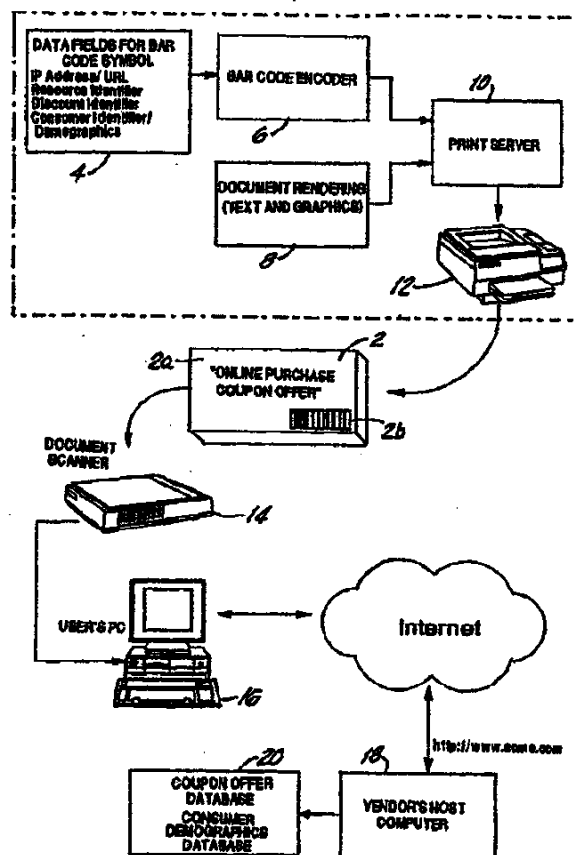 DATA FIELDS FOR BAR
CODE SYMBOL
IP Address/ URL
Resource Identifier
Discount Identifier
Consumer Identifier/
Demographics
4
BAR CODE ENCODER
6
10
PRINT SERVER
DOCUMENT RENDERING
(TEXT AND GRAPHICS)
8
12
2
2a
"ONLINE PURCHASE
COUPON OFFER"
2b
DOCUMENT
SCANNER
14
USER'S PC
16
Internet
http://www.acme.com
20
COUPON OFFER
DATABASE
CONSUMER
DEMOGRAPHICS
DATABASE
18
VENDOR'S HOST
COMPUTER